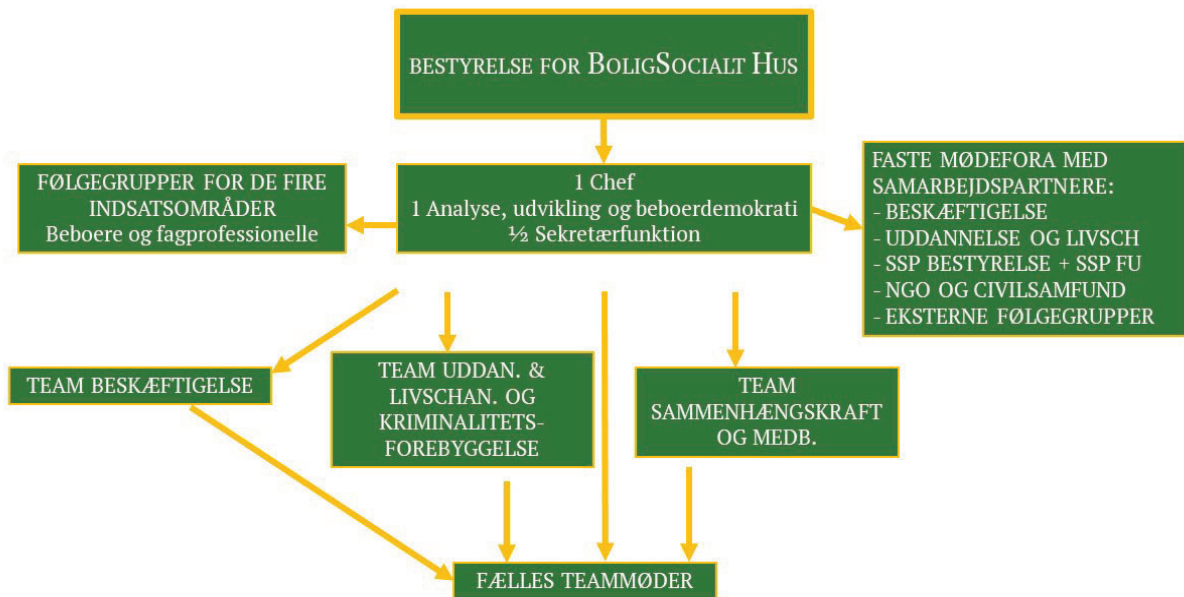 BESTYRELSE FOR BOLIGSOCIALT HUS
FØLGEGRUPPER FOR DE FIRE
INDSATSOMRÅDER
Beboere og fagprofessionelle
1 Chef
1 Analyse, udvikling og beboerdemokrati
½ Sekretærfunktion
FASTE MØDEFORA MED
SAMARBEJDSPARTNERE:
- BESKÆFTIGELSE
- UDDANNELSE OG LIVSCH
- SSP BESTYRELSE + SSP FU
- NGO OG CIVILSAMFUND
- EKSTERNE FØLGEGRUPPER
TEAM BESKÆFTIGELSE
TEAM UDDAN. &
LIVSCHAN. OG
KRIMINALITETS-
FOREBYGGELSE
TEAM
SAMMENHÆNGSKRAFT
OG MEDB.
FÆLLES TEAMMØDER